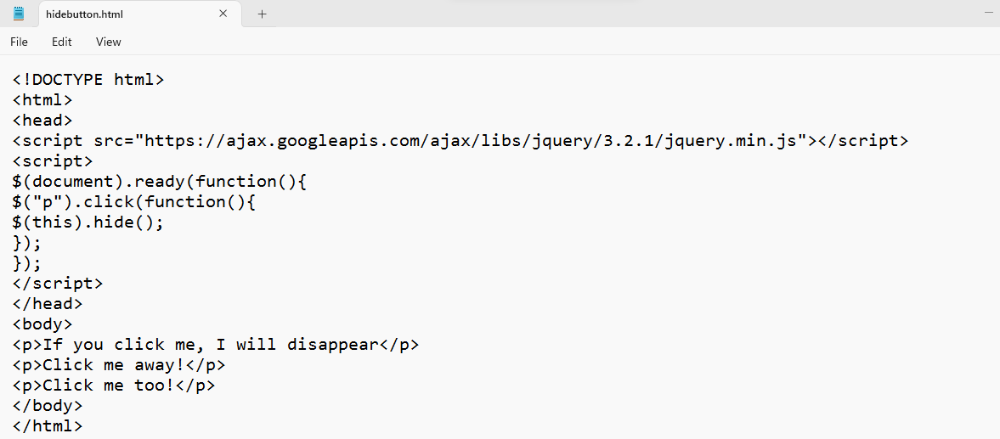 hidebutton.html
File Edit View
<!DOCTYPE html>
<html>
<head>
<script src="https://ajax.googleapis.com/ajax/libs/jquery/3.2.1/jquery.min.js"></script>
<script>
$(document).ready(function(){
$("p").click(function(){
$(this).hide();
});
});
</script>
</head>
<body>
<p>If you click me, I will disappear</p>
<p>Click me away!</p>
<p>Click me too!</p>
</body>
</html>